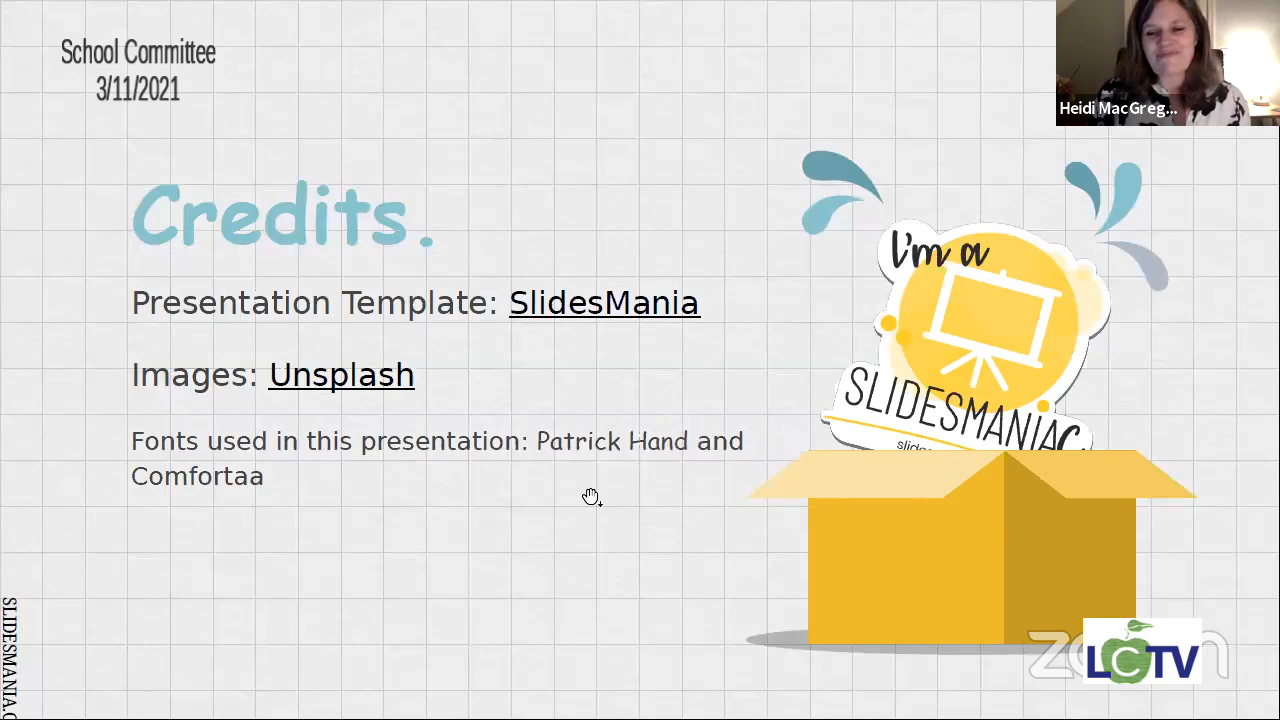 School Committee
3/11/2021
Heidi MacGreg...
Credits.
Presentation Template: SlidesMania
Images: Unsplash
Fonts used in this presentation: Patrick Hand and
Comfortaa
I'm a
SLIDESMANIAC
SLIDESMANIA.C
zoom
LCTV